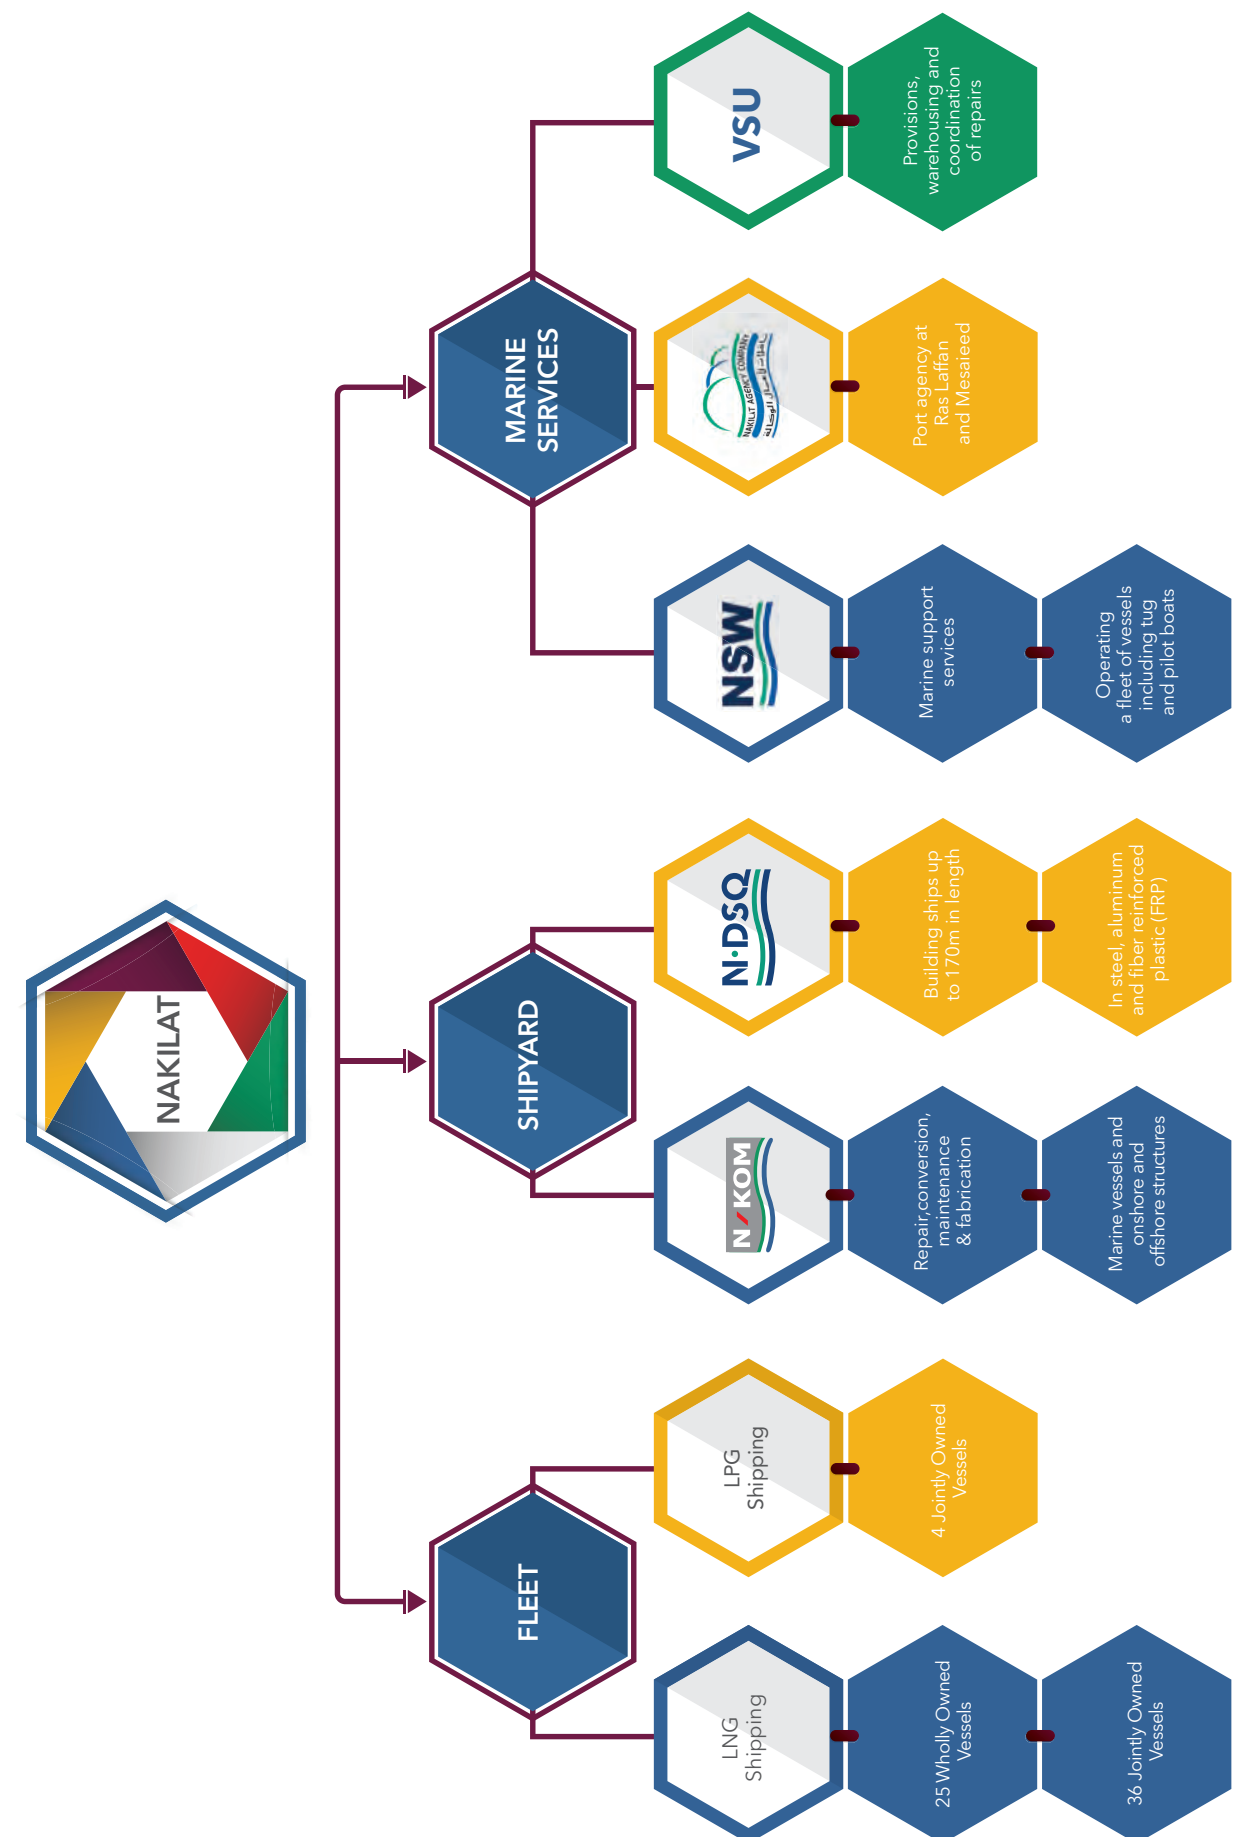 NAKILAT
FLEET
LNG
Shipping
25 Wholly Owned
Vessels
36 Jointly Owned
Vessels
LPG
Shipping
4 Jointly Owned
Vessels
SHIPYARD
N KOM
Repair,conversion,
maintenance
& fabrication
Marine vessels and
onshore and
offshore structures
N·DSQ
Building ships up
to 170m in length
In steel, aluminum
and fiber reinforced
plastic (FRP)
MARINE
SERVICES
NSW
Marine support
services
Operating
a fleet of vessels
including tug
and pilot boats
NAKILAT AGENCY COMPANY
Port agency at
Ras Laffan
and Mesaieed
VSU
Provisions,
warehousing and
coordination
of repairs